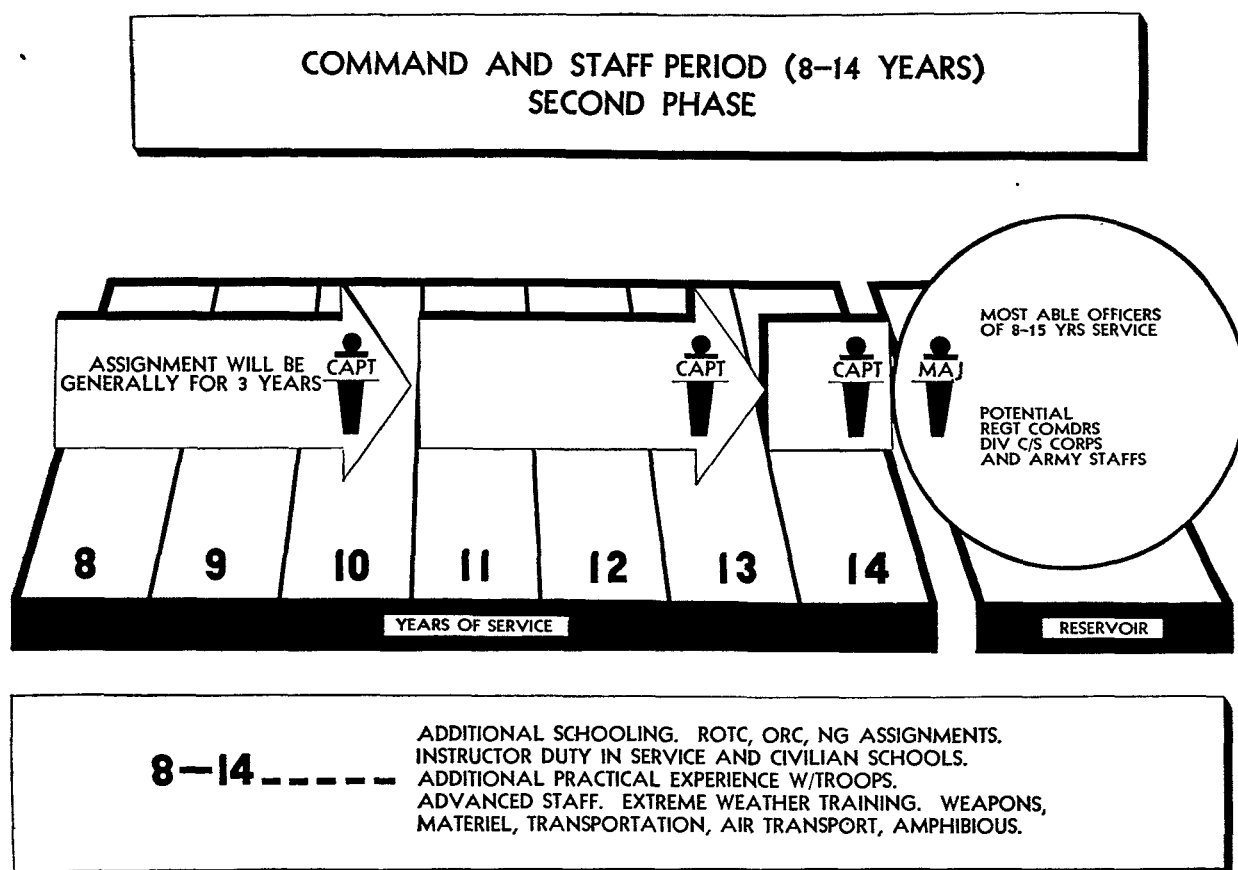 COMMAND AND STAFF PERIOD (8–14 YEARS)
SECOND PHASE
ASSIGNMENT WILL BE
GENERALLY FOR 3 YEARS
CAPT
CAPT
CAPT
MAJ
MOST ABLE OFFICERS
OF 8–15 YRS SERVICE
POTENTIAL
REGT COMDRS
DIV C/S CORPS
AND ARMY STAFFS
8 9 10 11 12 13 14
YEARS OF SERVICE
RESERVOIR
8—14
ADDITIONAL SCHOOLING. ROTC, ORC, NG ASSIGNMENTS.
INSTRUCTOR DUTY IN SERVICE AND CIVILIAN SCHOOLS.
ADDITIONAL PRACTICAL EXPERIENCE W/TROOPS.
ADVANCED STAFF. EXTREME WEATHER TRAINING. WEAPONS,
MATERIEL, TRANSPORTATION, AIR TRANSPORT, AMPHIBIOUS.